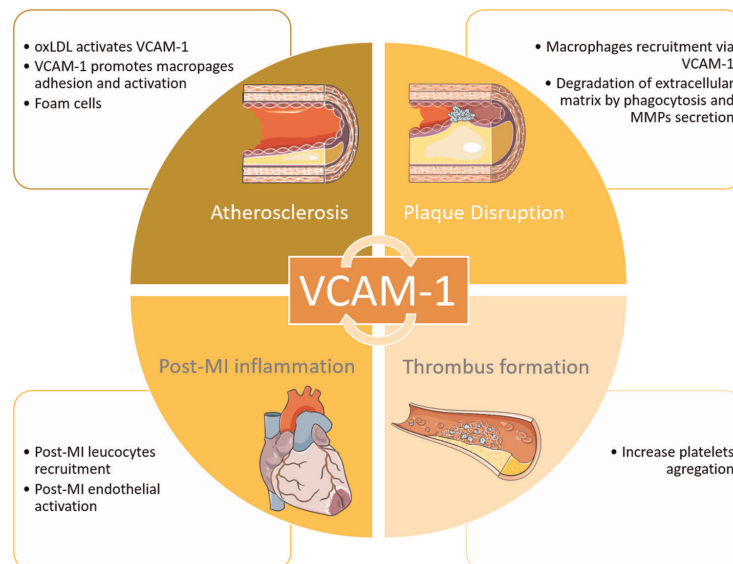 • oxLDL activates VCAM-1
• VCAM-1 promotes macropages
adhesion and activation
• Foam cells
• Macrophages recruitment via
VCAM-1
• Degradation of extracellular
matrix by phagocytosis and
MMPs secretion
Atherosclerosis
Plaque Disruption
VCAM-1
Post-MI inflammation
Thrombus formation
• Post-MI leucocytes
recruitment
• Post-MI endothelial
activation
• Increase platelets
agregation